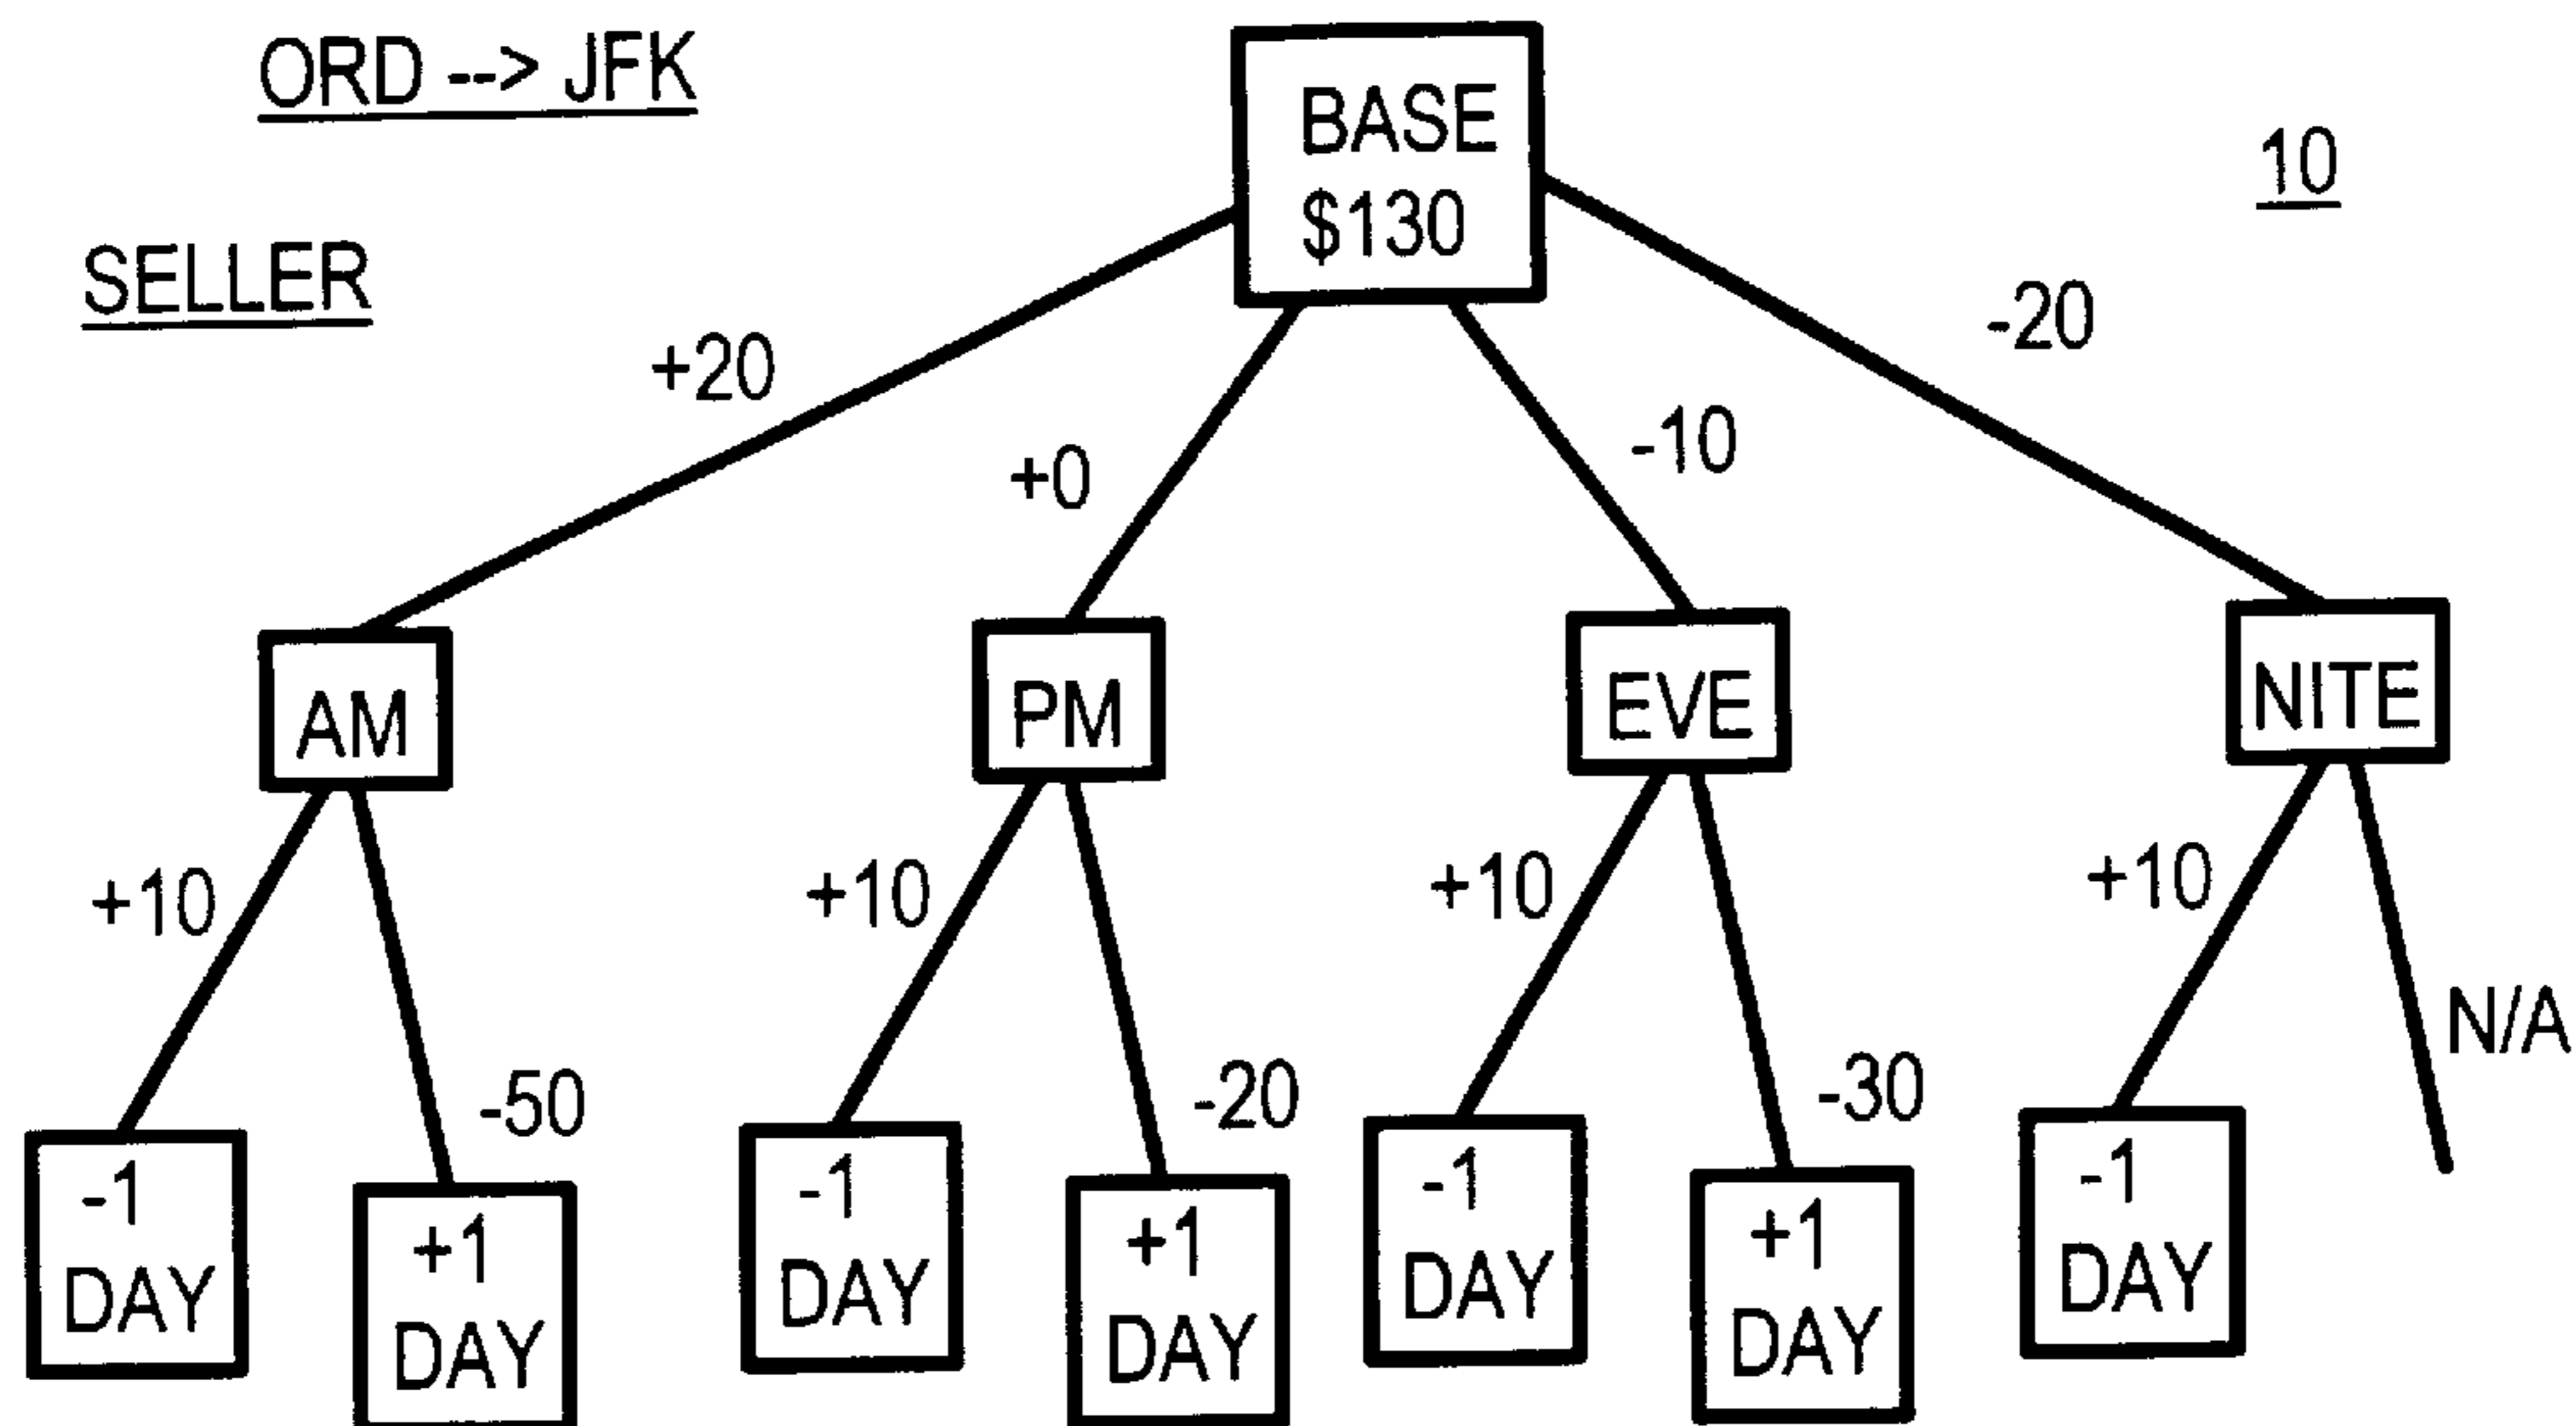 ORD --> JFK
BASE
$130
10
SELLER
+20
+0
-10
-20
AM
PM
EVE
NITE
+10
-50
+10
-20
+10
-30
+10
N/A
-1
DAY
+1
DAY
-1
DAY
+1
DAY
-1
DAY
+1
DAY
-1
DAY